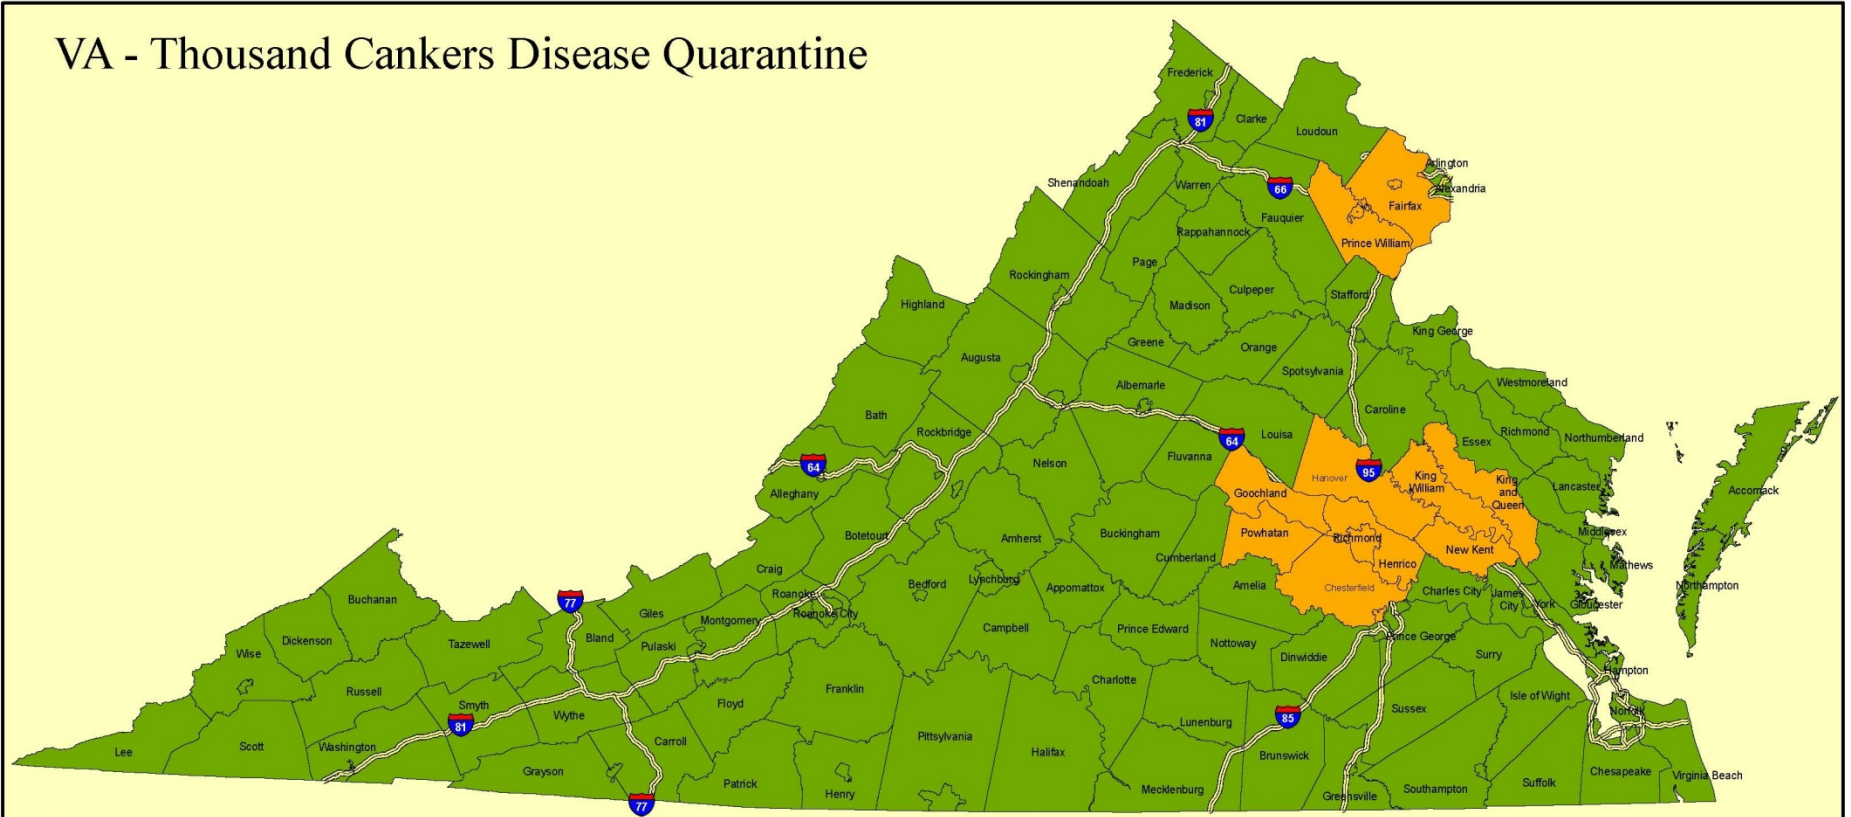 VA - Thousand Cankers Disease Quarantine
Frederick
81
Clarke
Loudoun
Arlington
Alexandria
Shenandoah
Warren
66
Fauquier
Fairfax
Rappahannock
Prince William
Page
Rockingham
Culpeper
Stafford
Madison
Highland
King George
Greene
Orange
Augusta
Spotsylvania
Albemarle
Westmoreland
Caroline
Bath
Rockbridge
64
Louisa
Essex
Richmond
Northumberland
Nelson
Fluvanna
64
95
Hanover
King
William
King
and
Queen
Lancaster
Accomack
Alleghany
Goochland
Botetourt
Amherst
Buckingham
Powhatan
Richmond
New Kent
Middlesex
Cumberland
Henrico
Mathews
Craig
Bedford
Lynchburg
Appomattox
Amelia
Chesterfield
Charles City
James
City
York
Gloucester
Northampton
Buchanan
77
Giles
Roanoke
Roanoke City
Montgomery
Dickenson
Tazewell
Bland
Pulaski
Campbell
Prince Edward
Nottoway
Prince George
Wise
Dinwiddie
Surry
Hampton
Russell
Smyth
Franklin
Charlotte
Isle of Wight
Floyd
Wythe
81
Lunenburg
85
Sussex
Norfolk
Lee
Scott
Washington
Carroll
Pittsylvania
Halifax
Brunswick
Grayson
Patrick
Henry
Mecklenburg
Greensville
Southampton
Suffolk
Chesapeake
Virginia Beach
77